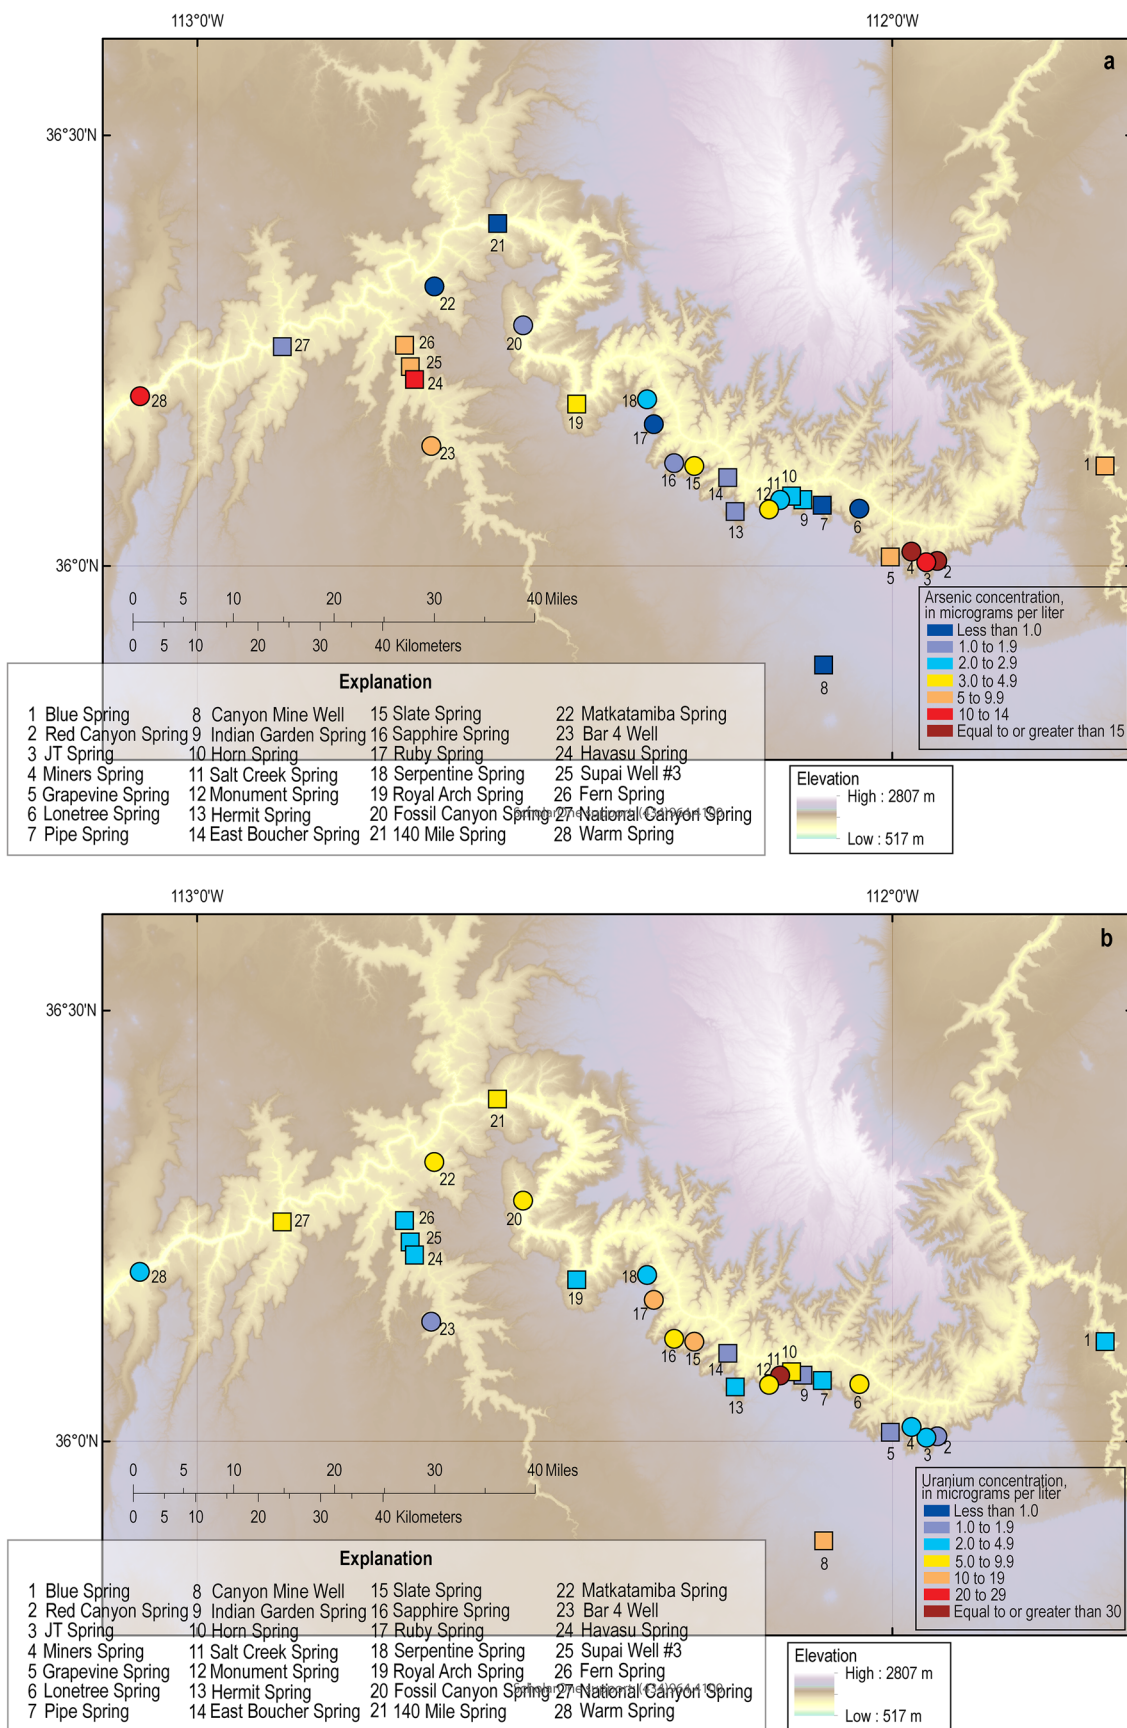 113°0'W 112°0'W
a
36°30'N
21
22
20
26
27
25
24
28
18
19
17
23
1
16
15
14
10
11
12
13
9
7
6
36°0'N
5
4
3
2
0 5 10 20 30 40 Miles
0 5 10 20 30 40 Kilometers
8
Arsenic concentration,
in micrograms per liter
Less than 1.0
1.0 to 1.9
2.0 to 2.9
3.0 to 4.9
5 to 9.9
10 to 14
Equal to or greater than 15
Explanation
1 Blue Spring 8 Canyon Mine Well 15 Slate Spring 22 Matkatamiba Spring
2 Red Canyon Spring 9 Indian Garden Spring 16 Sapphire Spring 23 Bar 4 Well
3 JT Spring 10 Horn Spring 17 Ruby Spring 24 Havasu Spring
4 Miners Spring 11 Salt Creek Spring 18 Serpentine Spring 25 Supai Well #3
5 Grapevine Spring 12 Monument Spring 19 Royal Arch Spring 26 Fern Spring
6 Lonetree Spring 13 Hermit Spring 20 Fossil Canyon Spring 27 National Canyon Spring
7 Pipe Spring 14 East Boucher Spring 21 140 Mile Spring 28 Warm Spring
ScholarOne support: (434)964-4100
Elevation
High : 2807 m
Low : 517 m
113°0'W 112°0'W
b
36°30'N
21
22
20
26
27
25
24
28
18
19
17
23
1
16
15
14
10
11
12
13
9
7
6
36°0'N
5
4
3
2
0 5 10 20 30 40 Miles
0 5 10 20 30 40 Kilometers
8
Uranium concentration,
in micrograms per liter
Less than 1.0
1.0 to 1.9
2.0 to 4.9
5.0 to 9.9
10 to 19
20 to 29
Equal to or greater than 30
Explanation
1 Blue Spring 8 Canyon Mine Well 15 Slate Spring 22 Matkatamiba Spring
2 Red Canyon Spring 9 Indian Garden Spring 16 Sapphire Spring 23 Bar 4 Well
3 JT Spring 10 Horn Spring 17 Ruby Spring 24 Havasu Spring
4 Miners Spring 11 Salt Creek Spring 18 Serpentine Spring 25 Supai Well #3
5 Grapevine Spring 12 Monument Spring 19 Royal Arch Spring 26 Fern Spring
6 Lonetree Spring 13 Hermit Spring 20 Fossil Canyon Spring 27 National Canyon Spring
7 Pipe Spring 14 East Boucher Spring 21 140 Mile Spring 28 Warm Spring
ScholarOne support: (434)964-4100
Elevation
High : 2807 m
Low : 517 m